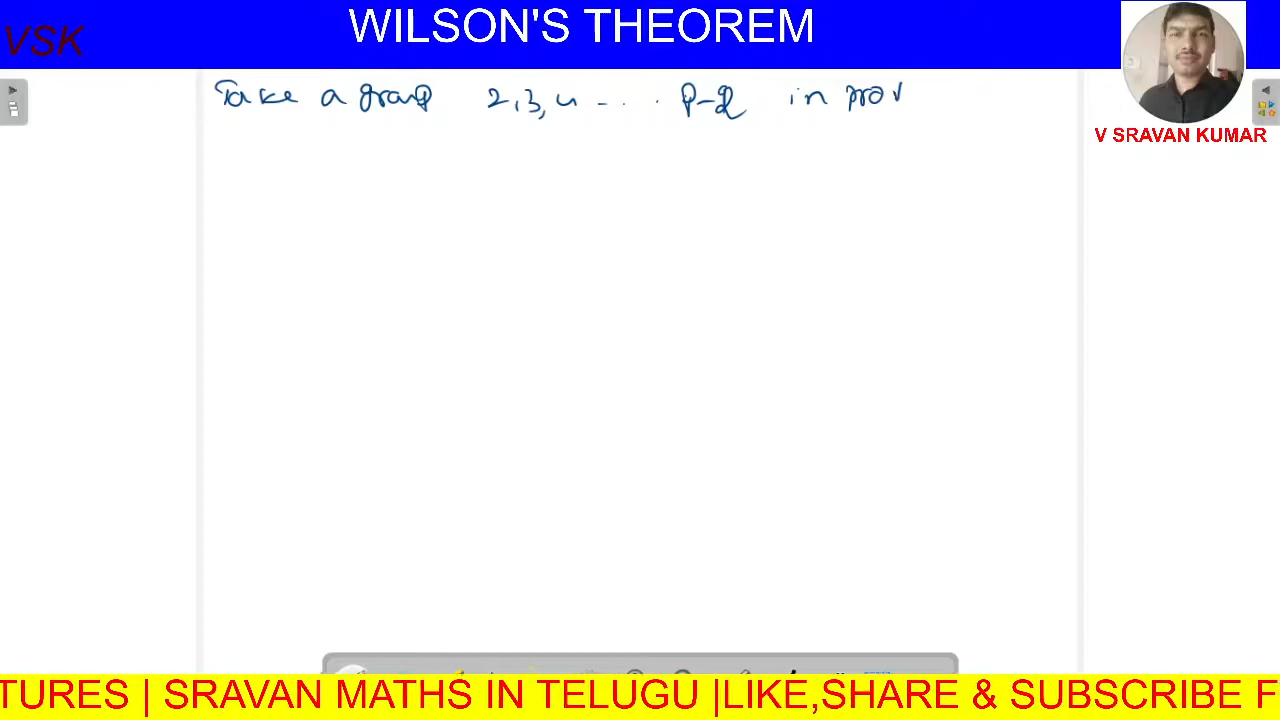 WILSON'S THEOREM
VSK
Take a group 2,3,4 - . . . p-2 in
V SRAVAN KUMAR
TURES | SRAVAN MATHS IN TELUGU |LIKE,SHARE & SUBSCRIBE F